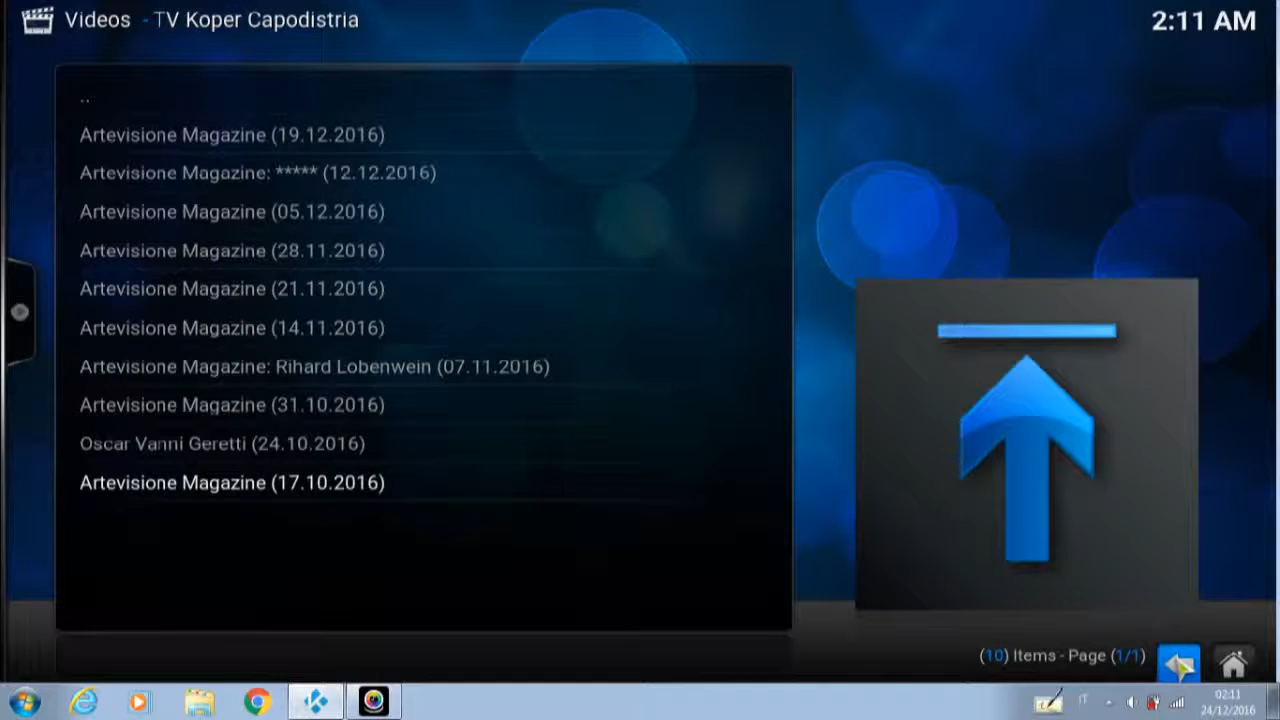 Videos - TV Koper Capodistria
2:11 AM
..
Artevisione Magazine (19.12.2016)
Artevisione Magazine: ***** (12.12.2016)
Artevisione Magazine (05.12.2016)
Artevisione Magazine (28.11.2016)
Artevisione Magazine (21.11.2016)
Artevisione Magazine (14.11.2016)
Artevisione Magazine: Rihard Lobenwein (07.11.2016)
Artevisione Magazine (31.10.2016)
Oscar Vanni Geretti (24.10.2016)
Artevisione Magazine (17.10.2016)
(10) Items - Page (1/1)
IT
02:11
24/12/2016